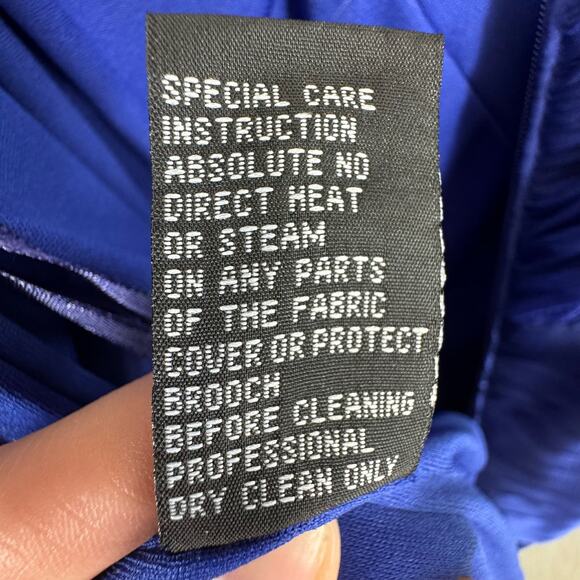 SPECIAL CARE
INSTRUCTION
ABSOLUTE NO
DIRECT HEAT
OR STEAM
ON ANY PARTS
OF THE FABRIC
COVER OR PROTECT
BROOCH
BEFORE CLEANING
PROFESSIONAL
DRY CLEAN ONLY